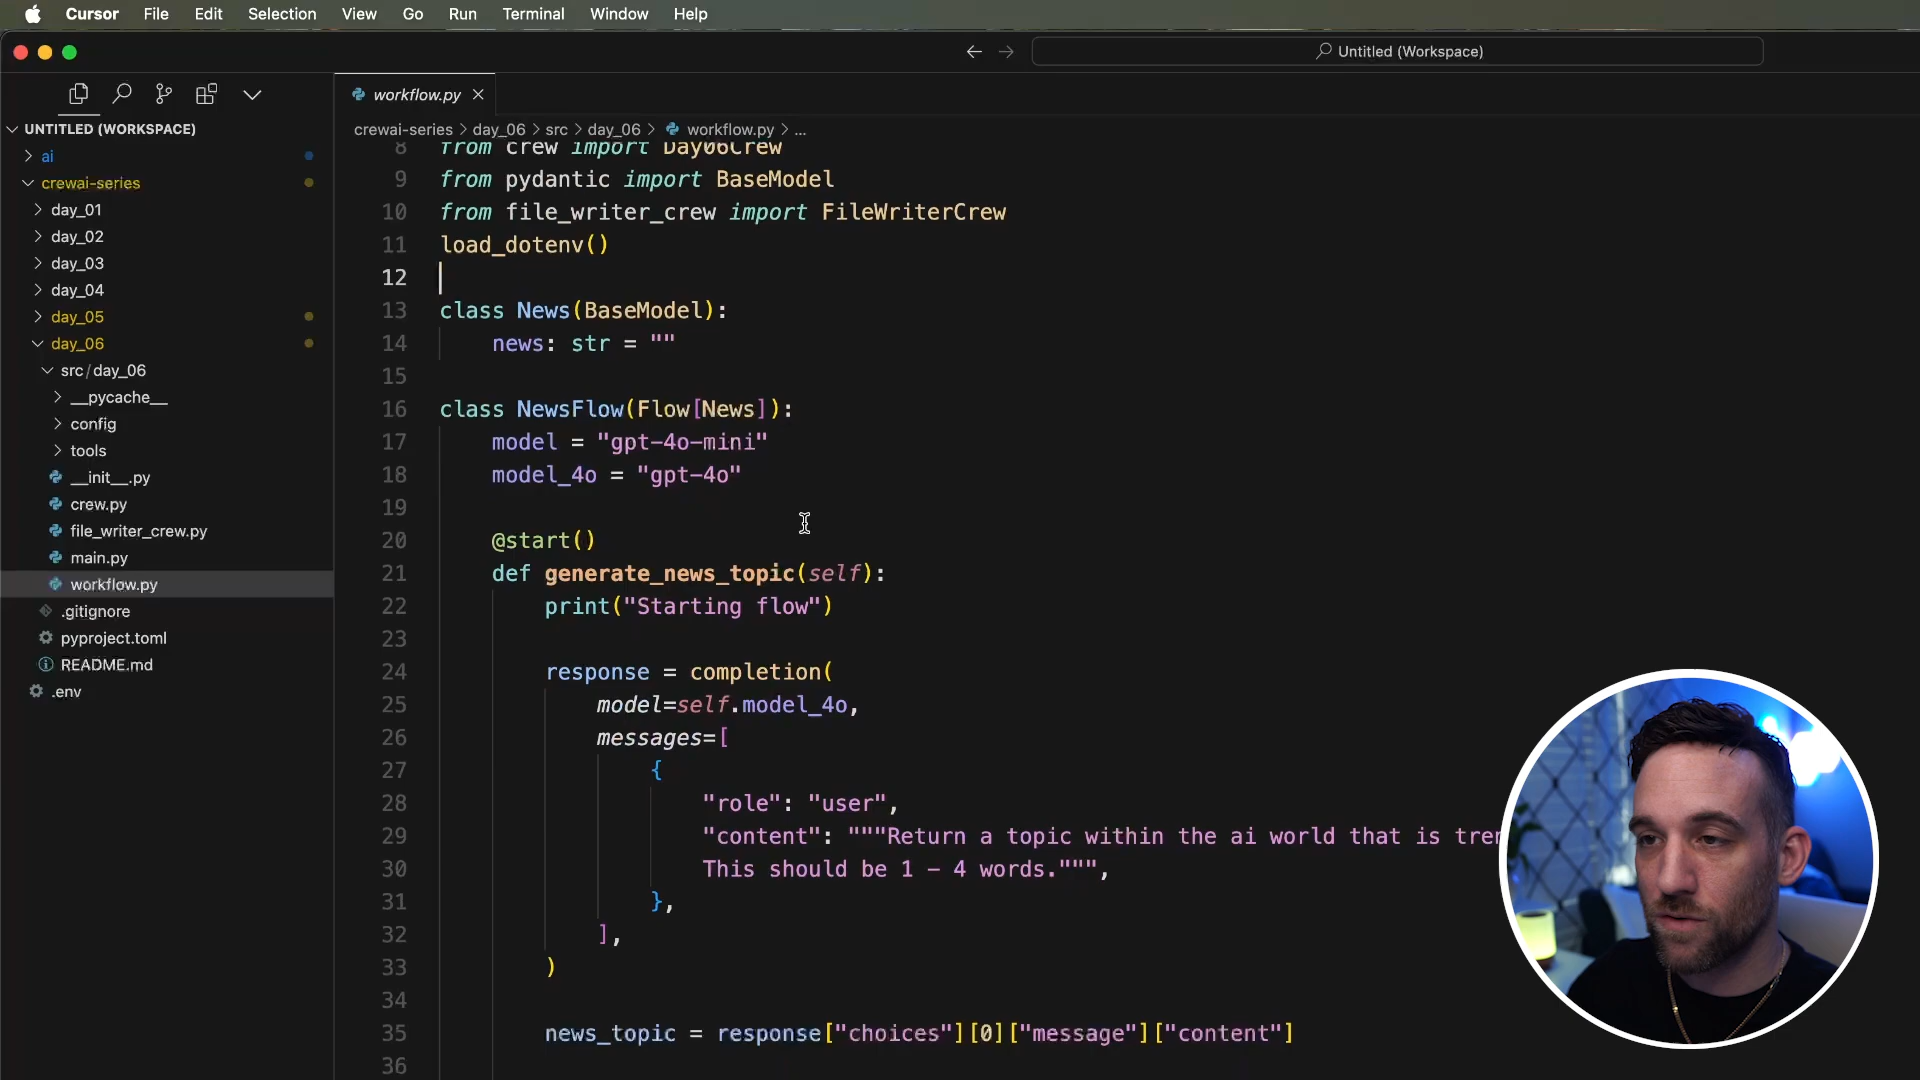 Cursor File Edit Selection View Go Run Terminal Window Help
Untitled (Workspace)
workflow.py
UNTITLED (WORKSPACE)
ai
crewai-series
day_01
day_02
day_03
day_04
day_05
day_06
src/day_06
__pycache__
config
tools
__init__.py
crew.py
file_writer_crew.py
main.py
workflow.py
.gitignore
pyproject.toml
README.md
.env
crewai-series > day_06 > src > day_06 > workflow.py > ...
8 from crew import Day06Crew
9 from pydantic import BaseModel
10 from file_writer_crew import FileWriterCrew
11 load_dotenv()
12
13 class News(BaseModel):
14 news: str = ""
15
16 class NewsFlow(Flow[News]):
17 model = "gpt-4o-mini"
18 model_4o = "gpt-4o"
19
20 @start()
21 def generate_news_topic(self):
22 print("Starting flow")
23
24 response = completion(
25 model=self.model_4o,
26 messages=[
27 {
28 "role": "user",
29 "content": """Return a topic within the ai world that is
30 This should be 1 - 4 words.""",
31 },
32 ],
33 )
34
35 news_topic = response["choices"][0]["message"]["content"]
36